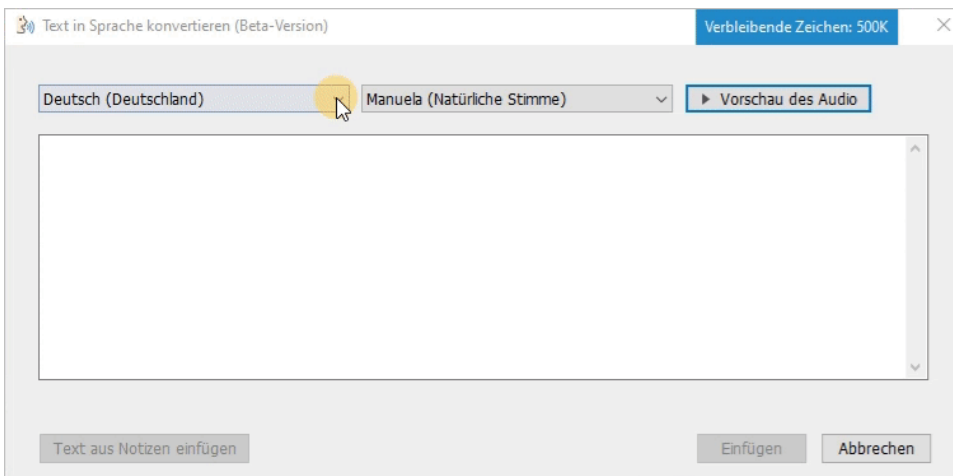 Text in Sprache konvertieren (Beta-Version)
Verbleibende Zeichen: 500K
Deutsch (Deutschland)
Manuela (Natürliche Stimme)
Vorschau des Audio
Text aus Notizen einfügen
Einfügen
Abbrechen